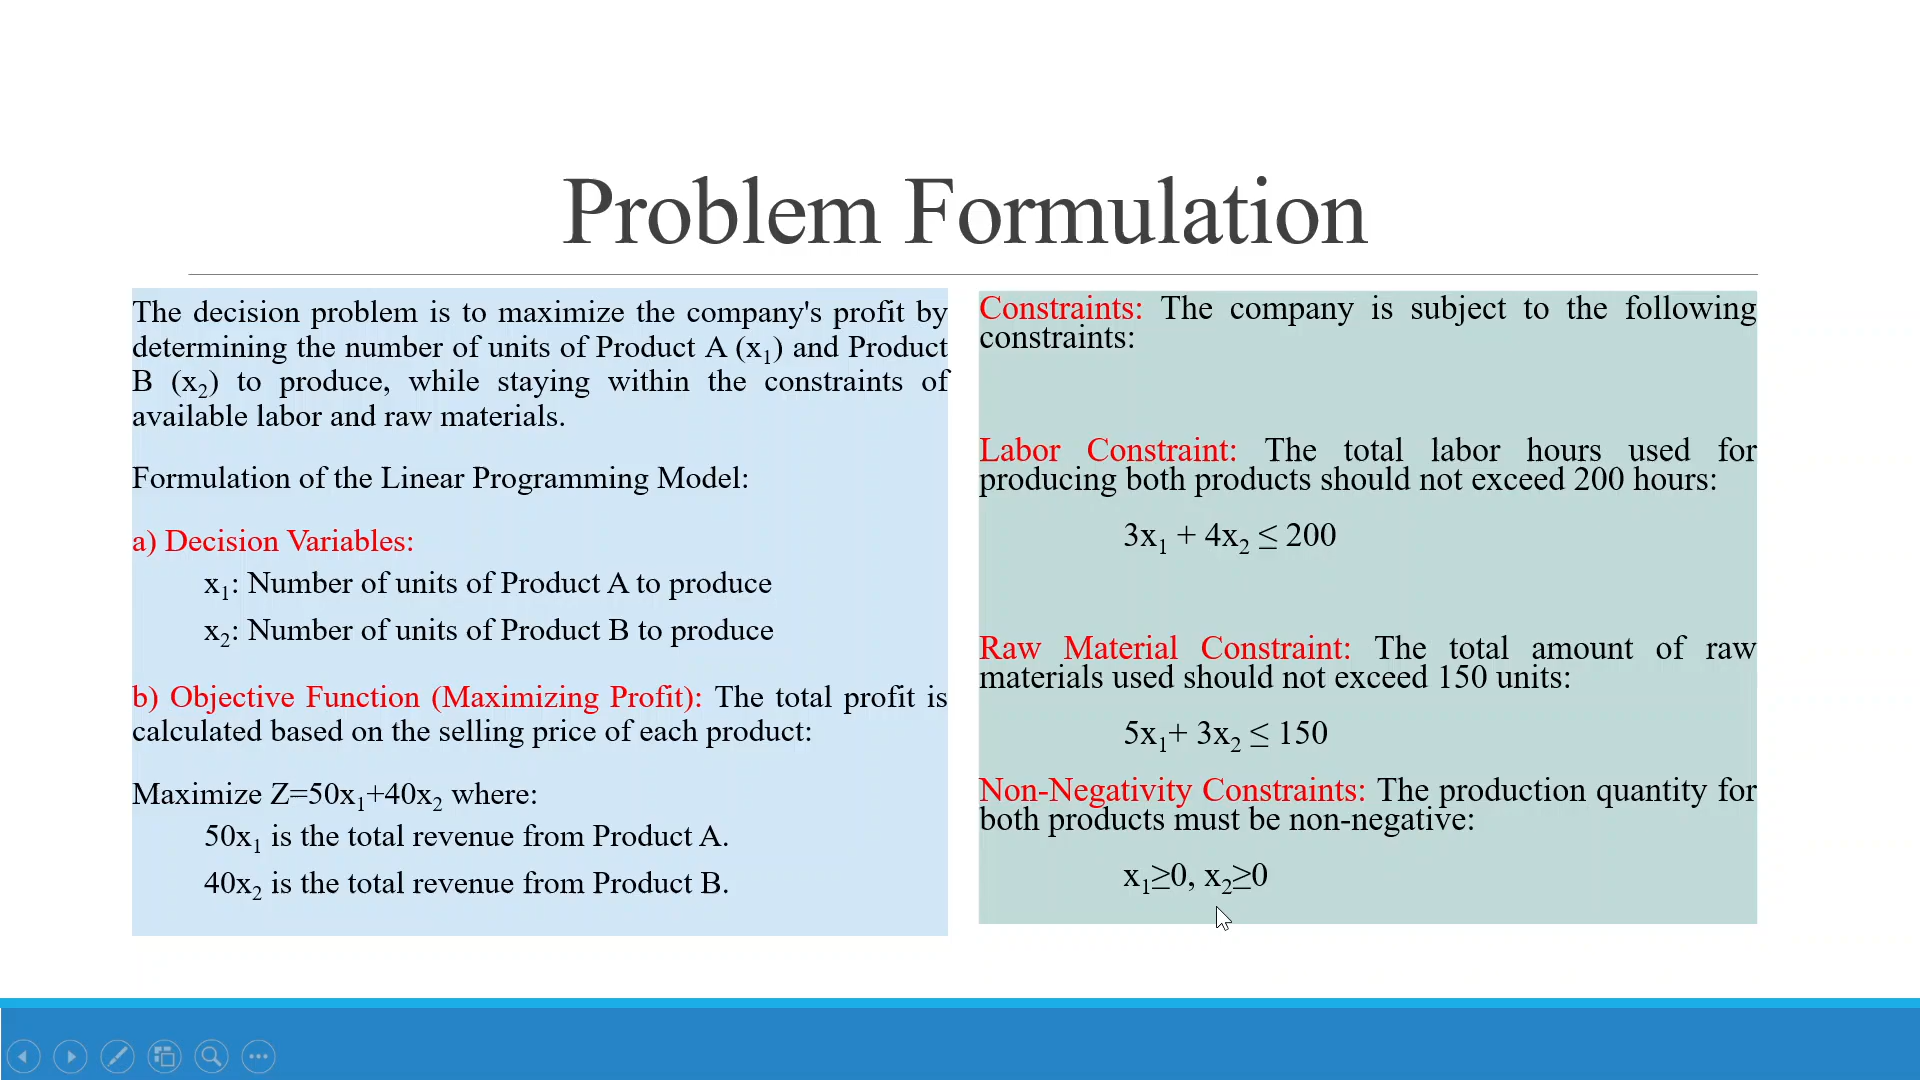 Problem Formulation
The decision problem is to maximize the company's profit by
determining the number of units of Product A (x₁) and Product
B (x₂) to produce, while staying within the constraints of
available labor and raw materials.
Formulation of the Linear Programming Model:
a) Decision Variables:
x₁: Number of units of Product A to produce
x₂: Number of units of Product B to produce
b) Objective Function (Maximizing Profit): The total profit is
calculated based on the selling price of each product:
Maximize Z=50x₁+40x₂ where:
50x₁ is the total revenue from Product A.
40x₂ is the total revenue from Product B.
Constraints: The company is subject to the following
constraints:
Labor Constraint: The total labor hours used for
producing both products should not exceed 200 hours:
3x₁ + 4x₂ ≤ 200
Raw Material Constraint: The total amount of raw
materials used should not exceed 150 units:
5x₁+ 3x₂ ≤ 150
Non-Negativity Constraints: The production quantity for
both products must be non-negative:
x₁≥0, x₂≥0